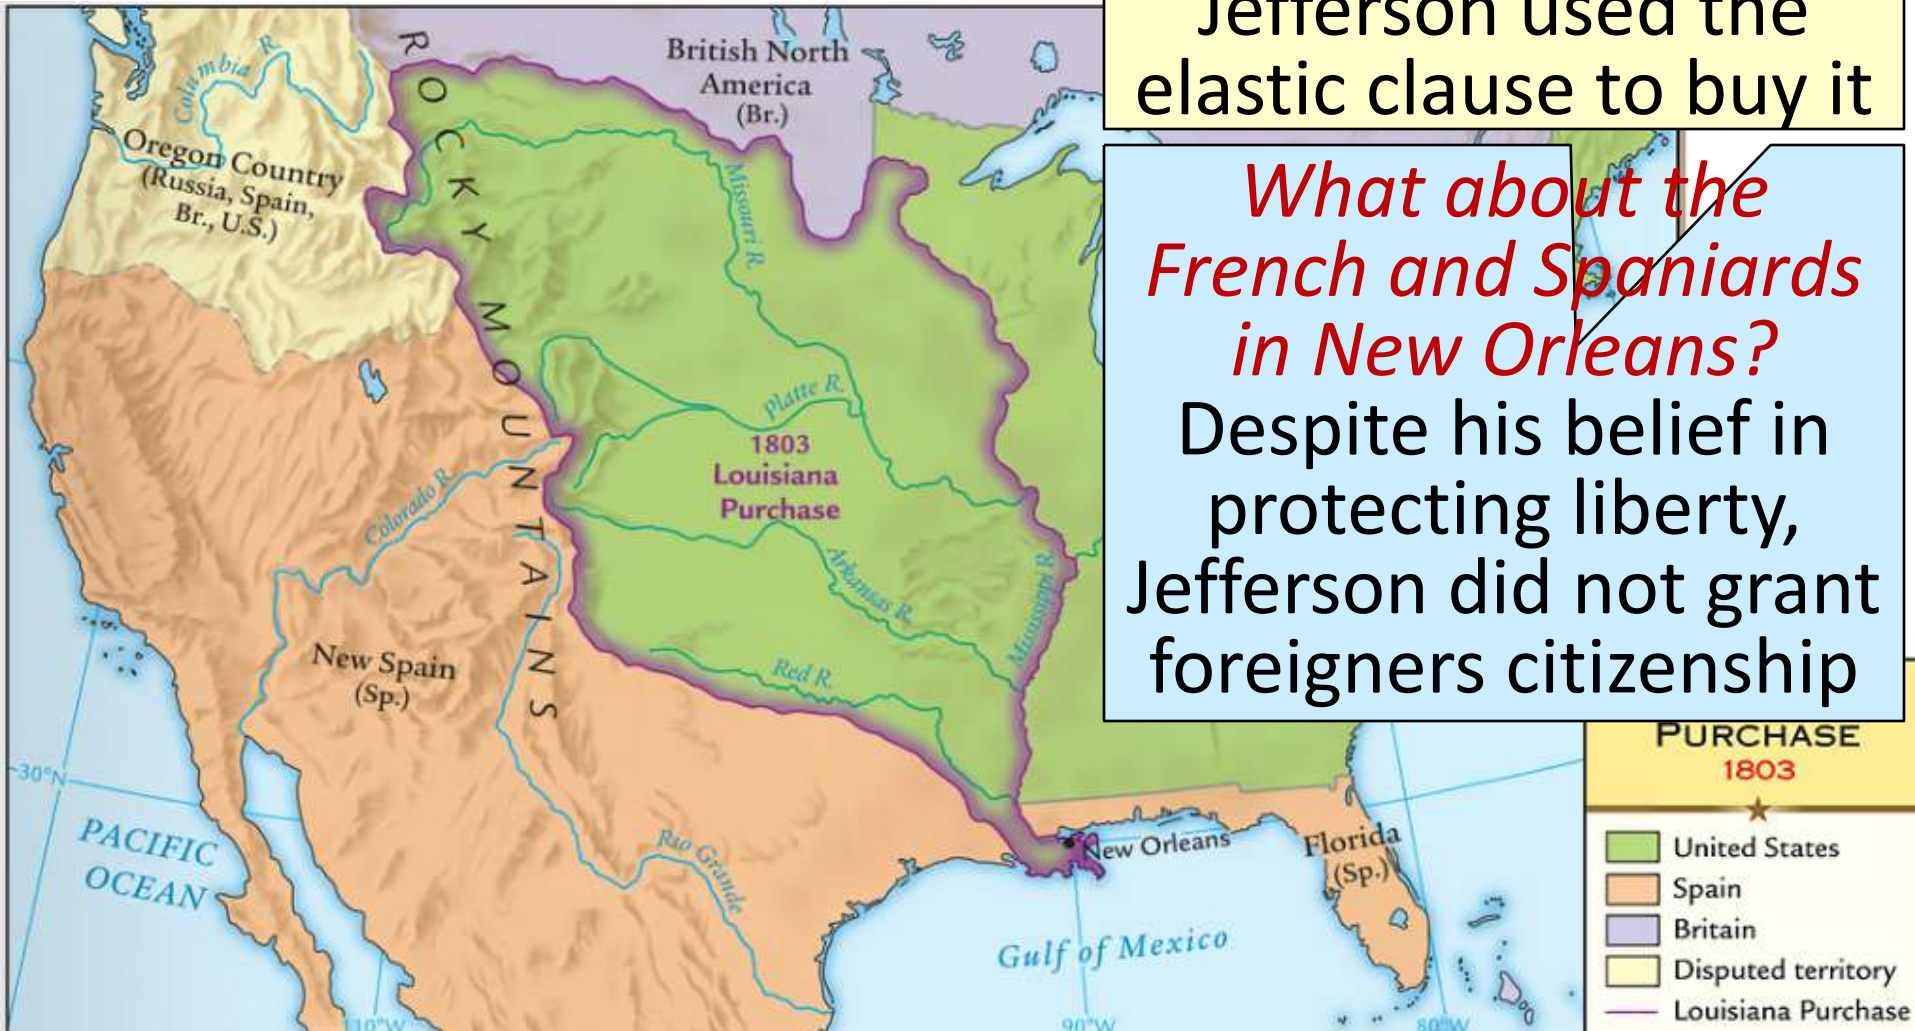 Jefferson used the
elastic clause to buy it
What about the
French and Spaniards
in New Orleans?
Despite his belief in
protecting liberty,
Jefferson did not grant
foreigners citizenship
British North
America
(Br.)
ROCKY MOUNTAINS
Columbia R.
Oregon Country
(Russia, Spain,
Br., U.S.)
Missouri R.
Platte R.
1803
Louisiana
Purchase
Colorado R.
Arkansas R.
Mississippi R.
Red R.
New Spain
(Sp.)
30°N
PACIFIC
OCEAN
Rio Grande
New Orleans
Florida
(Sp.)
Gulf of Mexico
110°W
90°W
80°W
PURCHASE
1803
United States
Spain
Britain
Disputed territory
Louisiana Purchase